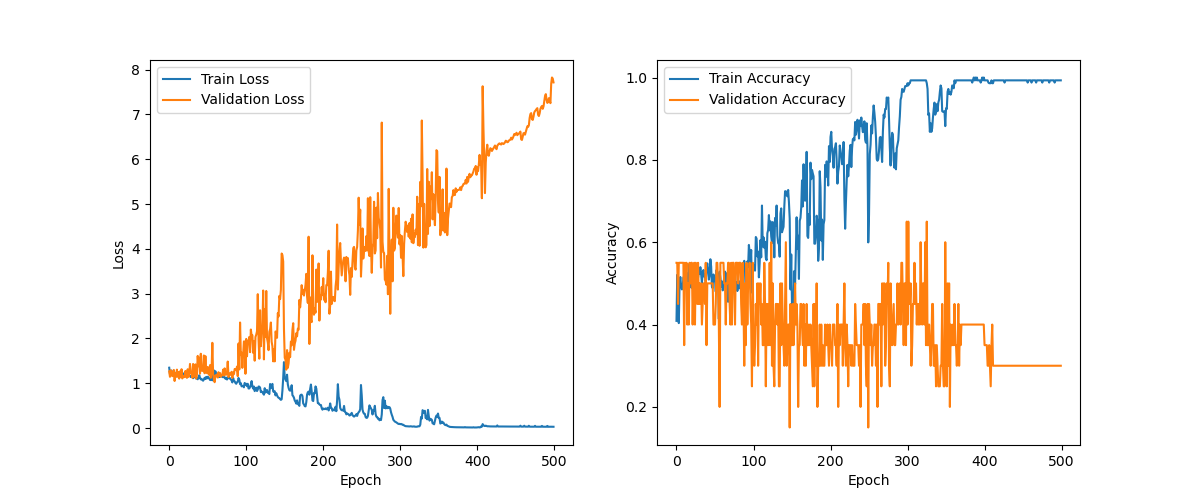 Train Loss
Validation Loss
Loss
8
7
6
5
4
3
2
1
0
0 100 200 300 400 500
Epoch
Train Accuracy
Validation Accuracy
Accuracy
1.0
0.8
0.6
0.4
0.2
0 100 200 300 400 500
Epoch